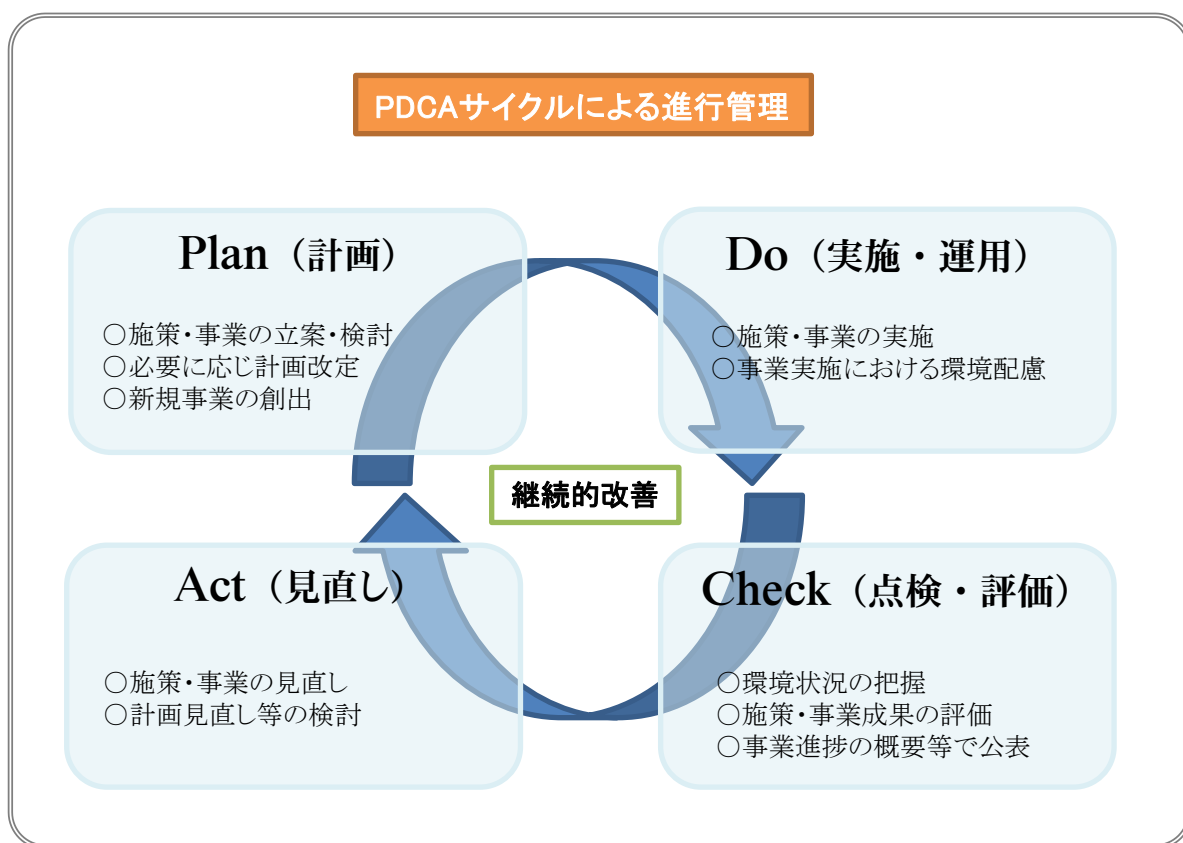 PDCAサイクルによる進行管理
Plan（計画）
○施策・事業の立案・検討
○必要に応じ計画改定
○新規事業の創出
Do（実施・運用）
○施策・事業の実施
○事業実施における環境配慮
継続的改善
Act（見直し）
○施策・事業の見直し
○計画見直し等の検討
Check（点検・評価）
○環境状況の把握
○施策・事業成果の評価
○事業進捗の概要等で公表